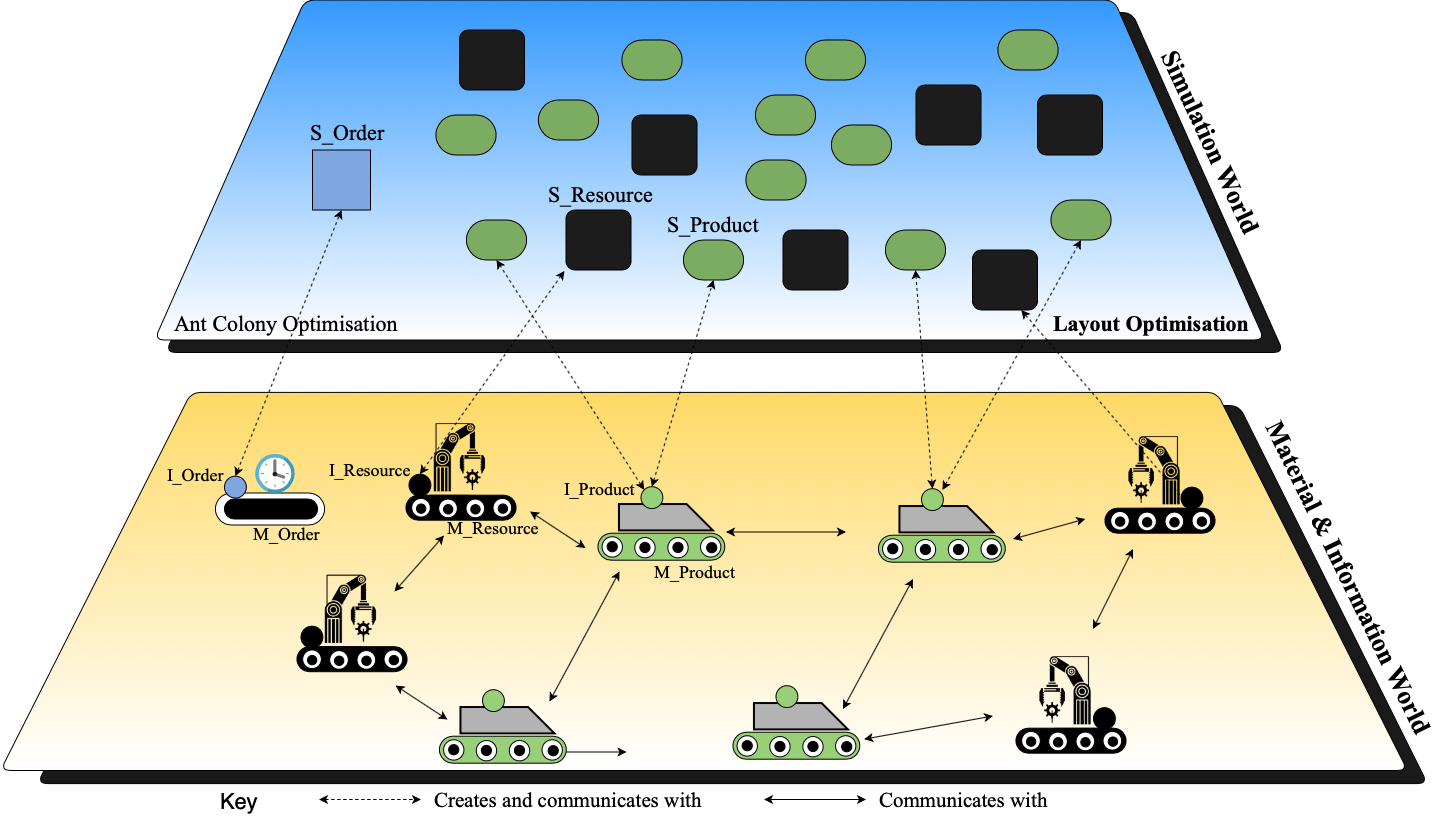 S_Order
S_Resource
S_Product
Ant Colony Optimisation
Layout Optimisation
Simulation World
I_Order
M_Order
I_Resource
M_Resource
I_Product
M_Product
Material & Information World
Key
Creates and communicates with
Communicates with